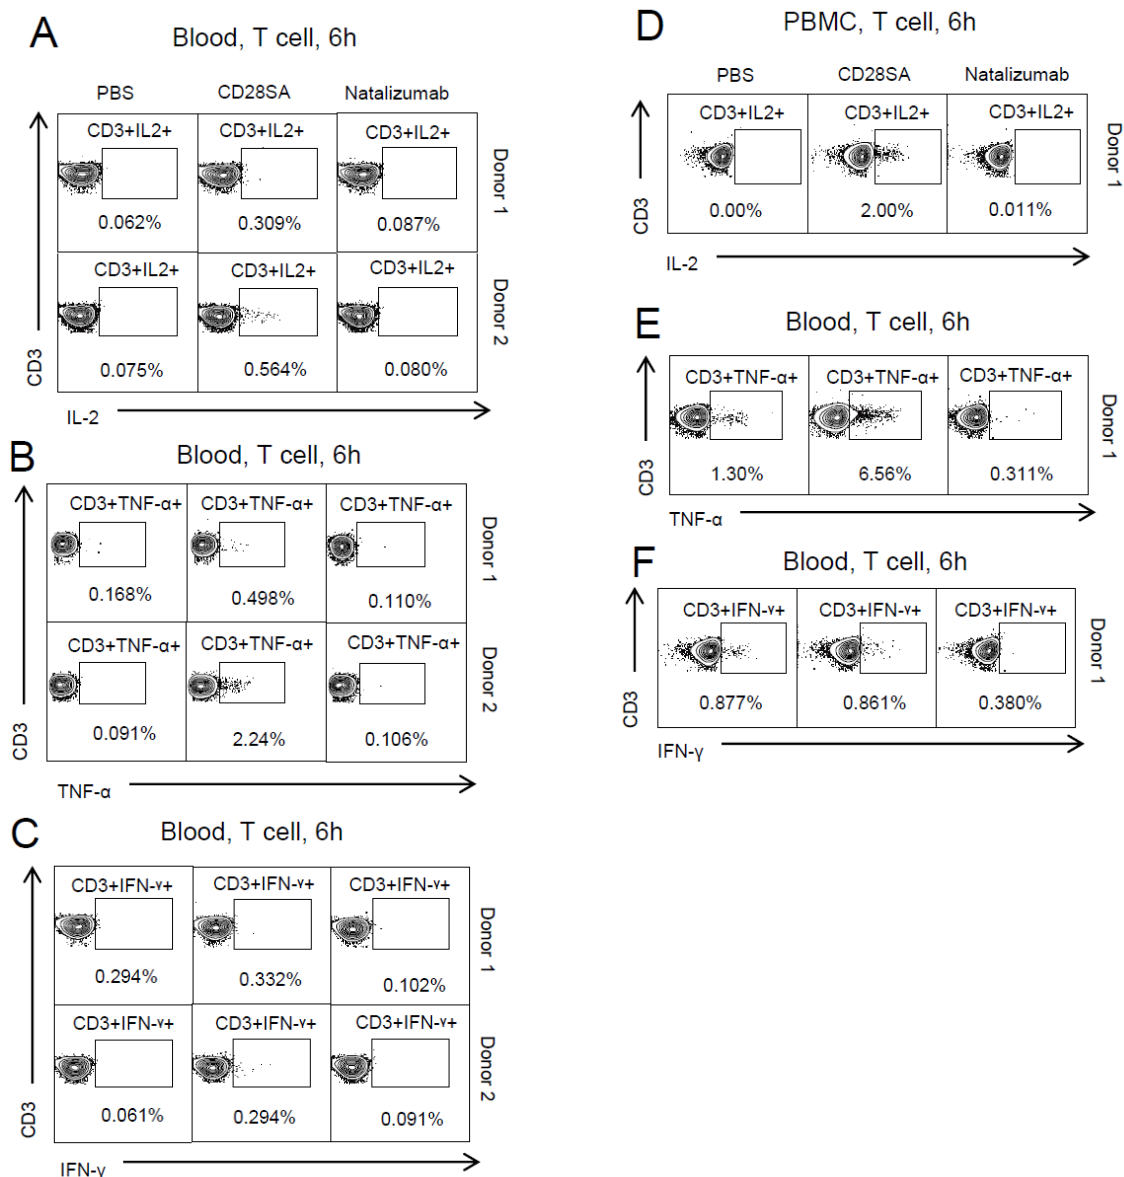 A
Blood, T cell, 6h
PBS CD28SA Natalizumab
CD3+IL2+ CD3+IL2+ CD3+IL2+
0.062% 0.309% 0.087%
Donor 1
CD3+IL2+ CD3+IL2+ CD3+IL2+
0.075% 0.564% 0.080%
Donor 2
CD3
IL-2
B
Blood, T cell, 6h
CD3+TNF-α+ CD3+TNF-α+ CD3+TNF-α+
0.168% 0.498% 0.110%
Donor 1
CD3+TNF-α+ CD3+TNF-α+ CD3+TNF-α+
0.091% 2.24% 0.106%
Donor 2
CD3
TNF-α
C
Blood, T cell, 6h
CD3+IFN-γ+ CD3+IFN-γ+ CD3+IFN-γ+
0.294% 0.332% 0.102%
Donor 1
CD3+IFN-γ+ CD3+IFN-γ+ CD3+IFN-γ+
0.061% 0.294% 0.091%
Donor 2
CD3
IFN-γ
D
PBMC, T cell, 6h
PBS CD28SA Natalizumab
CD3+IL2+ CD3+IL2+ CD3+IL2+
0.00% 2.00% 0.011%
Donor 1
CD3
IL-2
E
Blood, T cell, 6h
CD3+TNF-α+ CD3+TNF-α+ CD3+TNF-α+
1.30% 6.56% 0.311%
Donor 1
CD3
TNF-α
F
Blood, T cell, 6h
CD3+IFN-γ+ CD3+IFN-γ+ CD3+IFN-γ+
0.877% 0.861% 0.380%
Donor 1
CD3
IFN-γ